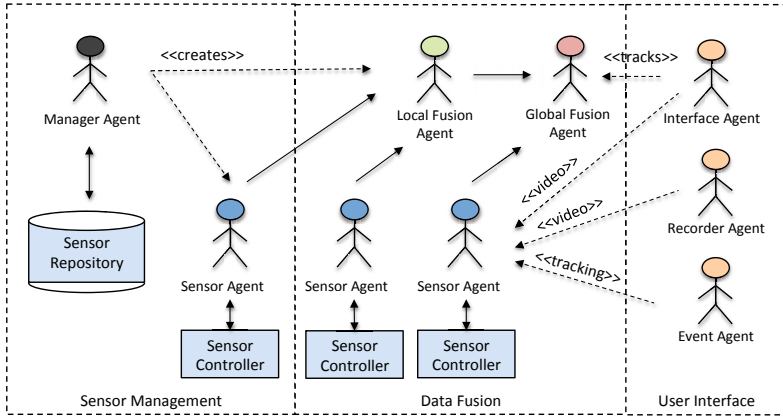 <<creates>>
<<tracks>>
Manager Agent
Local Fusion
Agent
Global Fusion
Agent
Interface Agent
<<video>>
<<video>>
Recorder Agent
Sensor
Repository
<<tracking>>
Sensor Agent
Sensor Agent
Sensor Agent
Event Agent
Sensor
Controller
Sensor
Controller
Sensor
Controller
Sensor Management
Data Fusion
User Interface